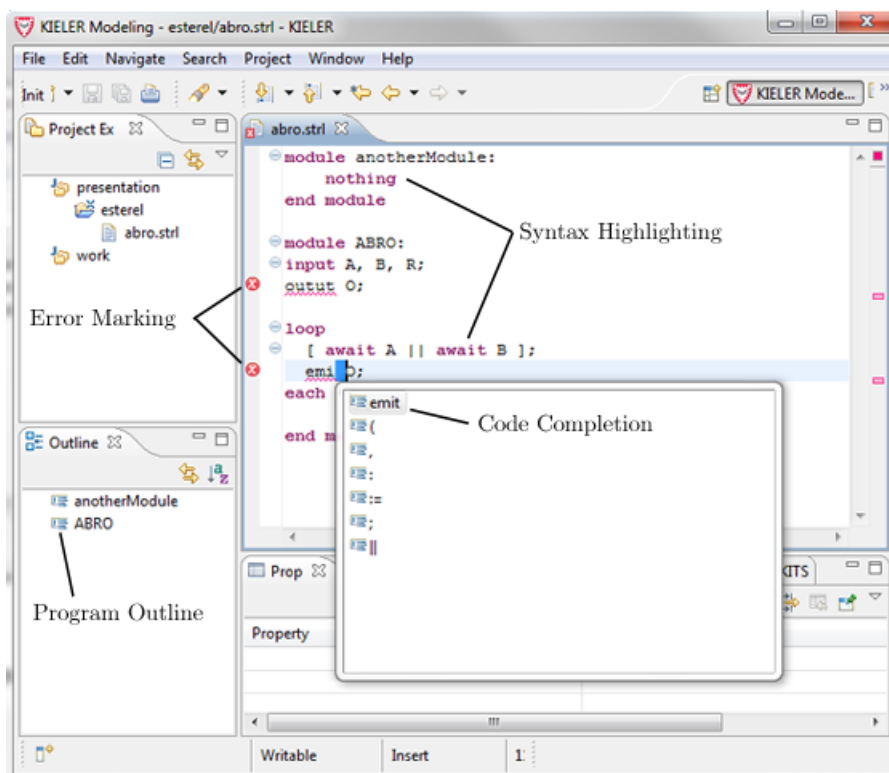 KIELER Modeling - esterel/abro.strl - KIELER
File Edit Navigate Search Project Window Help
Init
KIELER Mode...
Project Ex
abro.strl
presentation
esterel
abro.strl
work
module anotherModule:
nothing
end module
module ABRO:
input A, B, R;
outut O;
loop
[ await A || await B ];
emi O;
each
end m
Syntax Highlighting
Error Marking
emit
(
,
:
:=
;
||
Code Completion
Outline
anotherModule
ABRO
Program Outline
Prop
KITS
Property
Writable Insert 1: